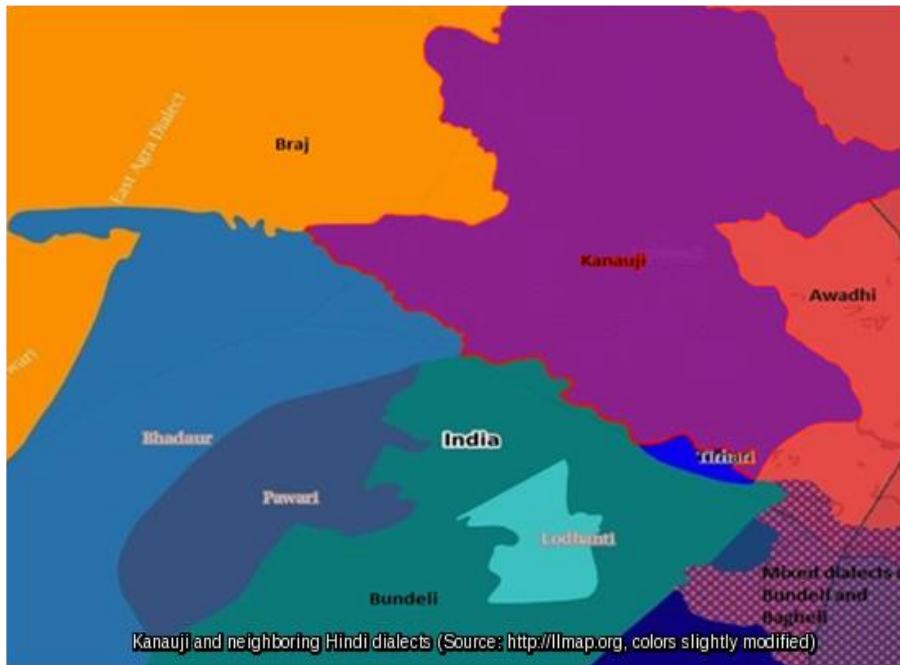 East Agra Dialect
Braj
Kanauji
Awadhi
Bhadaur
India
Tirhari
Pawari
Lodhanti
Mixed dialects
Bundeli and
Bagheli
Bundeli
Kanauji and neighboring Hindi dialects (Source: http://llmap.org, colors slightly modified)